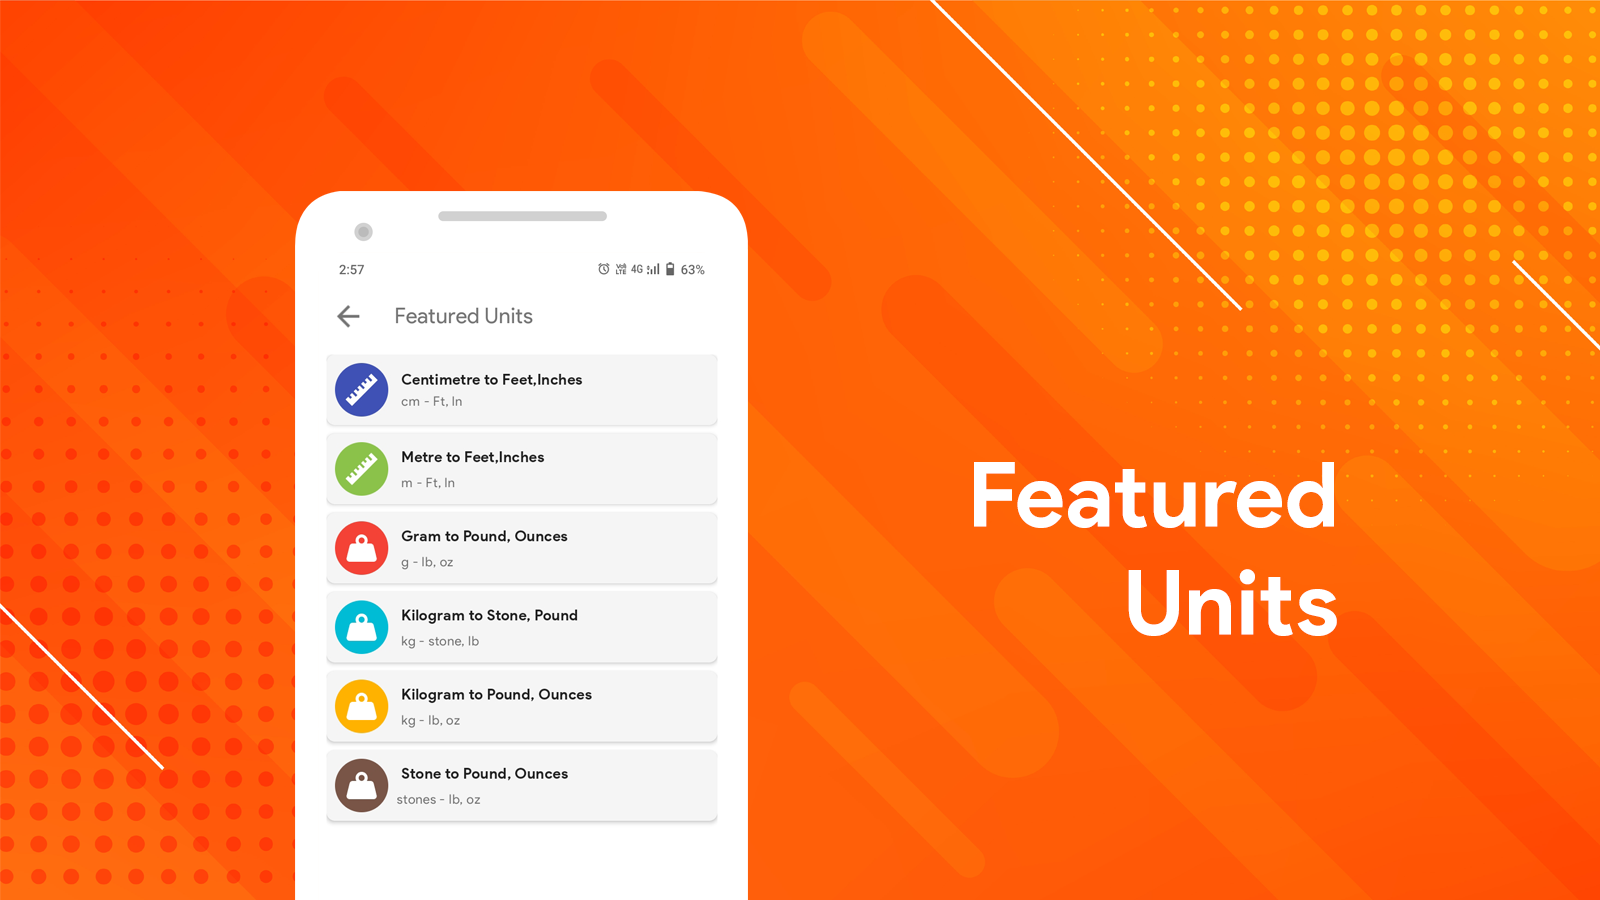 2:57 4G 63%
Featured Units
Centimetre to Feet,Inches
cm - Ft, In
Metre to Feet,Inches
m - Ft, In
Gram to Pound, Ounces
g - lb, oz
Kilogram to Stone, Pound
kg - stone, lb
Kilogram to Pound, Ounces
kg - lb, oz
Stone to Pound, Ounces
stones - lb, oz
Featured
Units